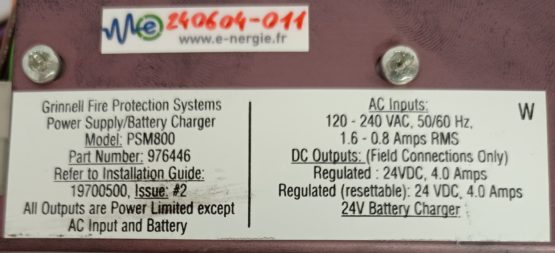 240604-011
www.e-nergie.fr
Grinnell Fire Protection Systems
Power Supply/Battery Charger
Model: PSM800
Part Number: 976446
Refer to Installation Guide:
19700500, Issue: #2
All Outputs are Power Limited except
AC Input and Battery
AC Inputs:
120 - 240 VAC, 50/60 Hz,
1.6 - 0.8 Amps RMS
DC Outputs: (Field Connections Only)
Regulated : 24VDC, 4.0 Amps
Regulated (resettable): 24 VDC, 4.0 Amps
24V Battery Charger
W